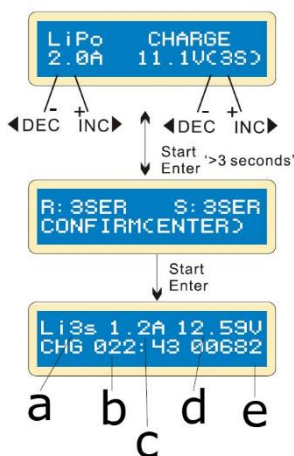 LiPo CHARGE
2.0A 11.1V(3S)
- + - +
◀DEC INC▶ ◀DEC INC▶
Start
Enter '>3 seconds'
R:3SER S:3SER
CONFIRM(ENTER)
Start
Enter
Li3s 1.2A 12.59V
CHG 022:43 00682
a b c d e